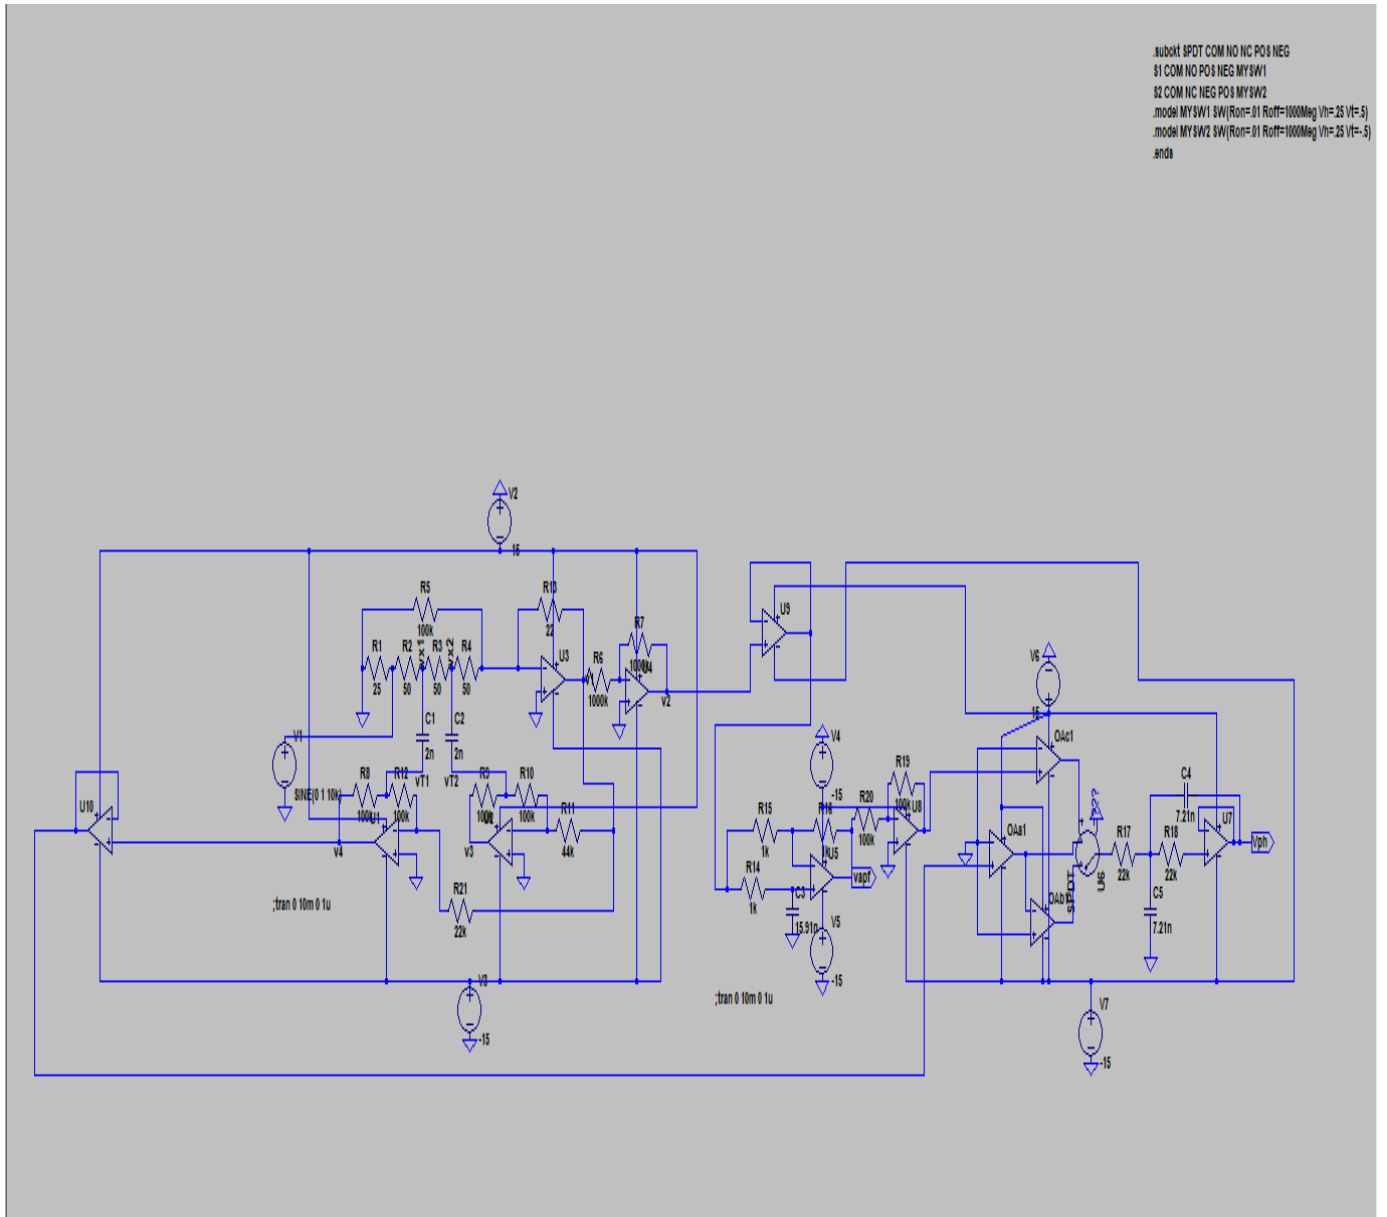 .subckt SPDT COM NO NC POS NEG
S1 COM NO POS NEG MYSW1
S2 COM NC NEG POS MYSW2
.model MYSW1 SW(Ron=.01 Roff=1000Meg Vh=.25 Vt=.5)
.model MYSW2 SW(Ron=.01 Roff=1000Meg Vh=.25 Vt=-.5)
.ends
V2
15
R5
100k
R13
22
R1
25
R2
50
vx1
R3
50
vx2
R4
50
U3
R6
1000k
R7
1000k
U4
v2
U9
V1
SINE(0 1 10k)
C1
2n
C2
2n
vT1
vT2
R8
100k
R12
100k
R9
R10
100k
R11
44k
U10
U1
v4
v3
R21
22k
;tran 0 10m 0 1u
V3
-15
V4
-15
R15
1k
R16
1k
R14
1k
U5
C3
15.91n
vapf
V5
-15
R20
100k
R19
100k
U8
;tran 0 10m 0 1u
V6
15
OAc1
OAa1
OAb1
SPDT
U6
???
R17
22k
R18
22k
C4
7.21n
C5
7.21n
U7
Vph
V7
-15